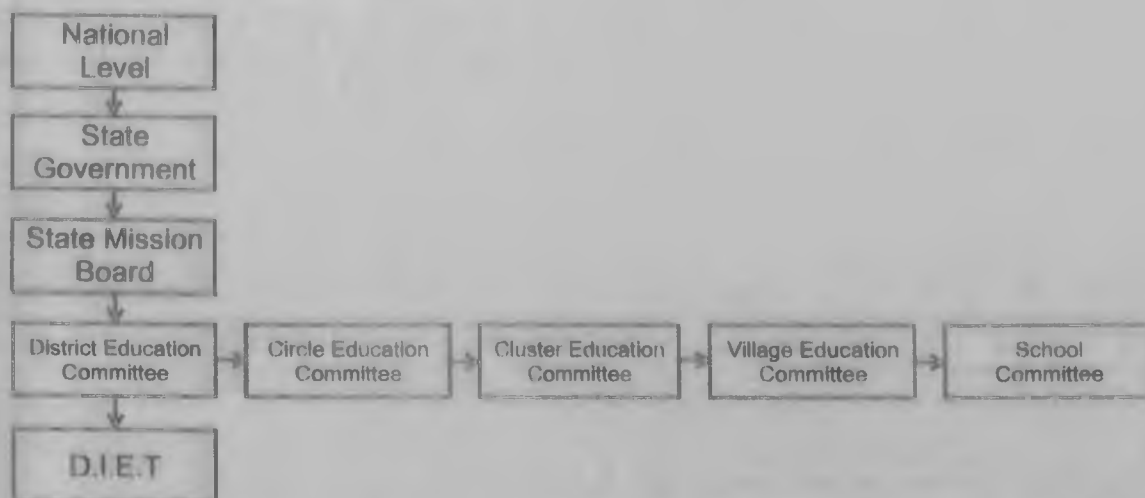 National
Level
State
Government
State Mission
Board
District Education
Committee
Circle Education
Committee
Cluster Education
Committee
Village Education
Committee
School
Committee
D.I.E.T